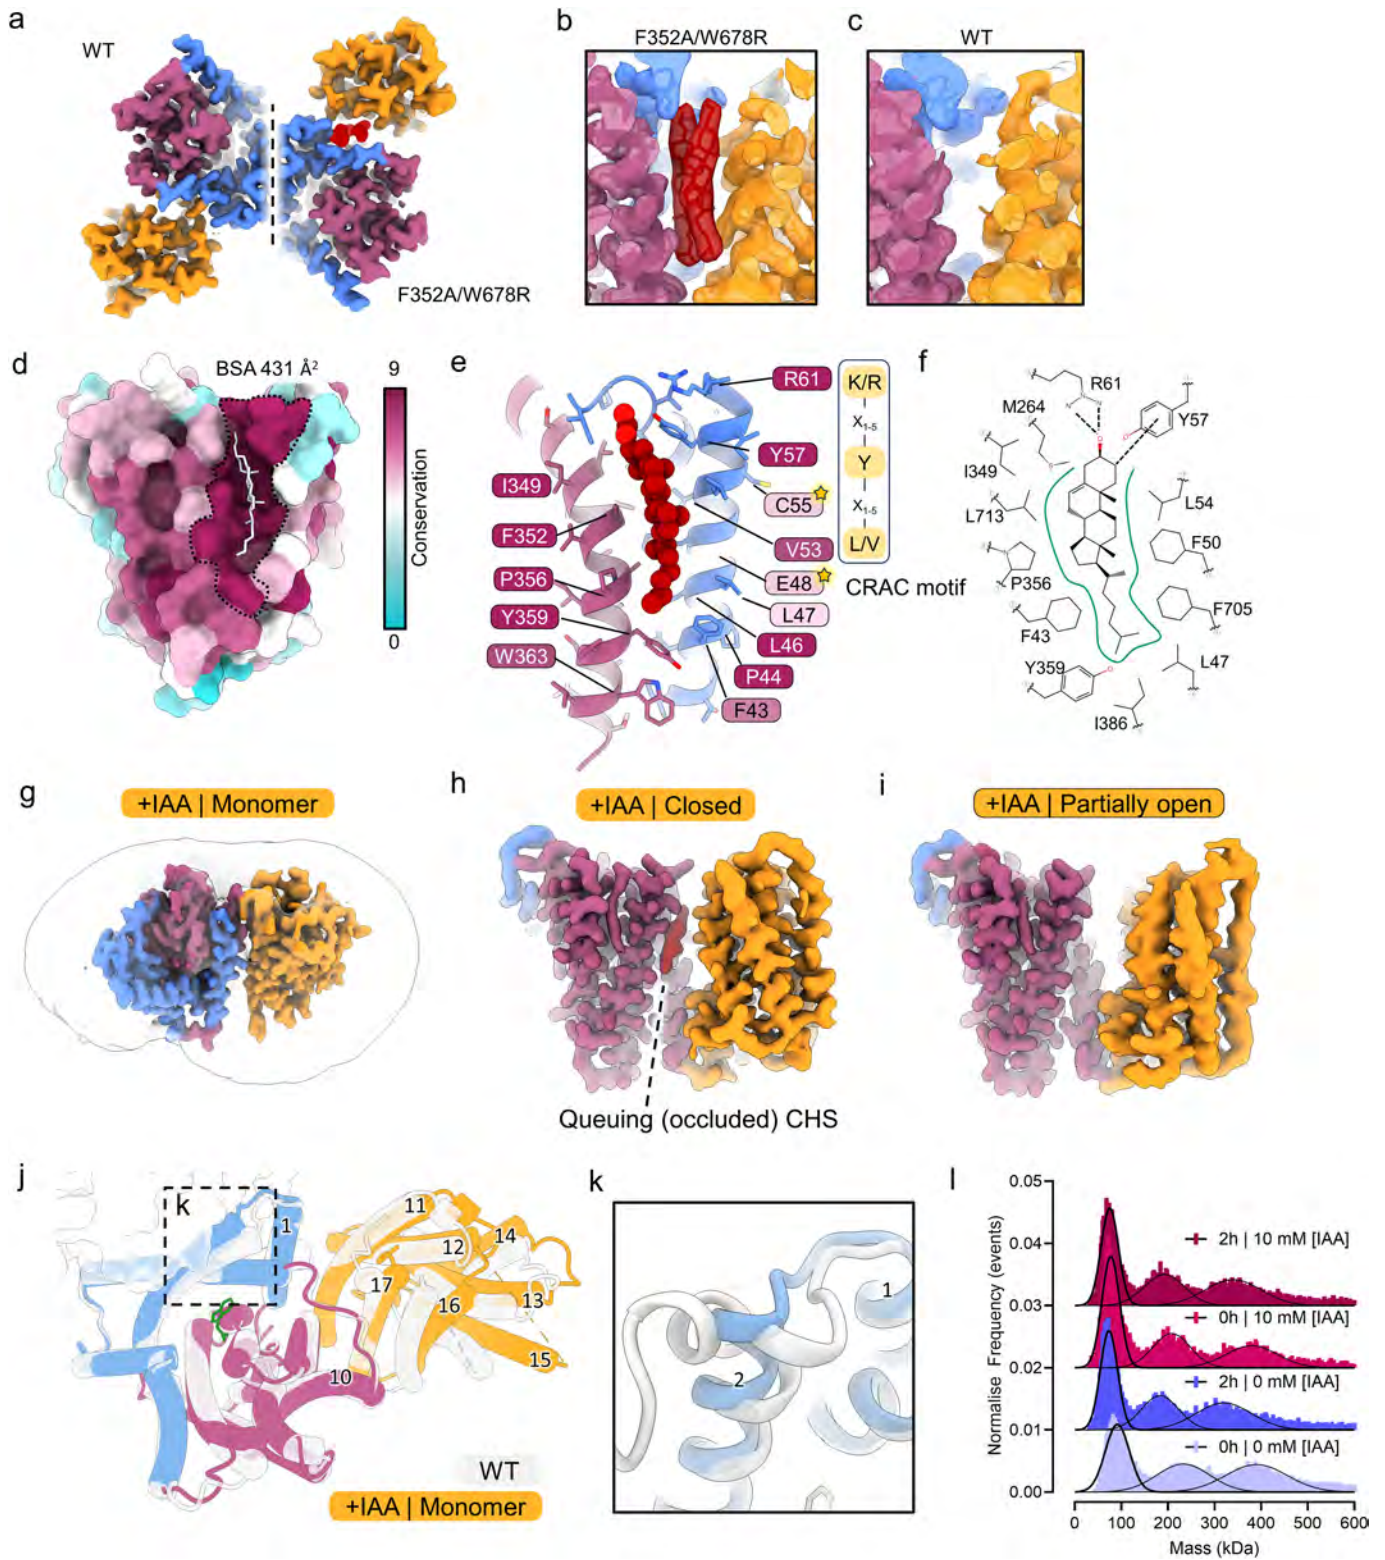 a
WT
F352A/W678R
b
F352A/W678R
c
WT
d
BSA 431 Å²
9
Conservation
0
e
R61
Y57
C55
V53
E48
L47
L46
P44
F43
I349
F352
P356
Y359
W363
K/R
X₁₋₅
Y
X₁₋₅
L/V
CRAC motif
f
R61
M264
Y57
I349
L713
L54
P356
F50
F43
F705
Y359
L47
I386
g
+IAA | Monomer
h
+IAA | Closed
Queuing (occluded) CHS
i
+IAA | Partially open
j
k
1
11
12
14
17
16
13
15
10
WT
+IAA | Monomer
k
1
2
l
Normalise Frequency (events)
0.05
0.04
0.03
0.02
0.01
0.00
2h | 10 mM [IAA]
0h | 10 mM [IAA]
2h | 0 mM [IAA]
0h | 0 mM [IAA]
0 100 200 300 400 500 600
Mass (kDa)